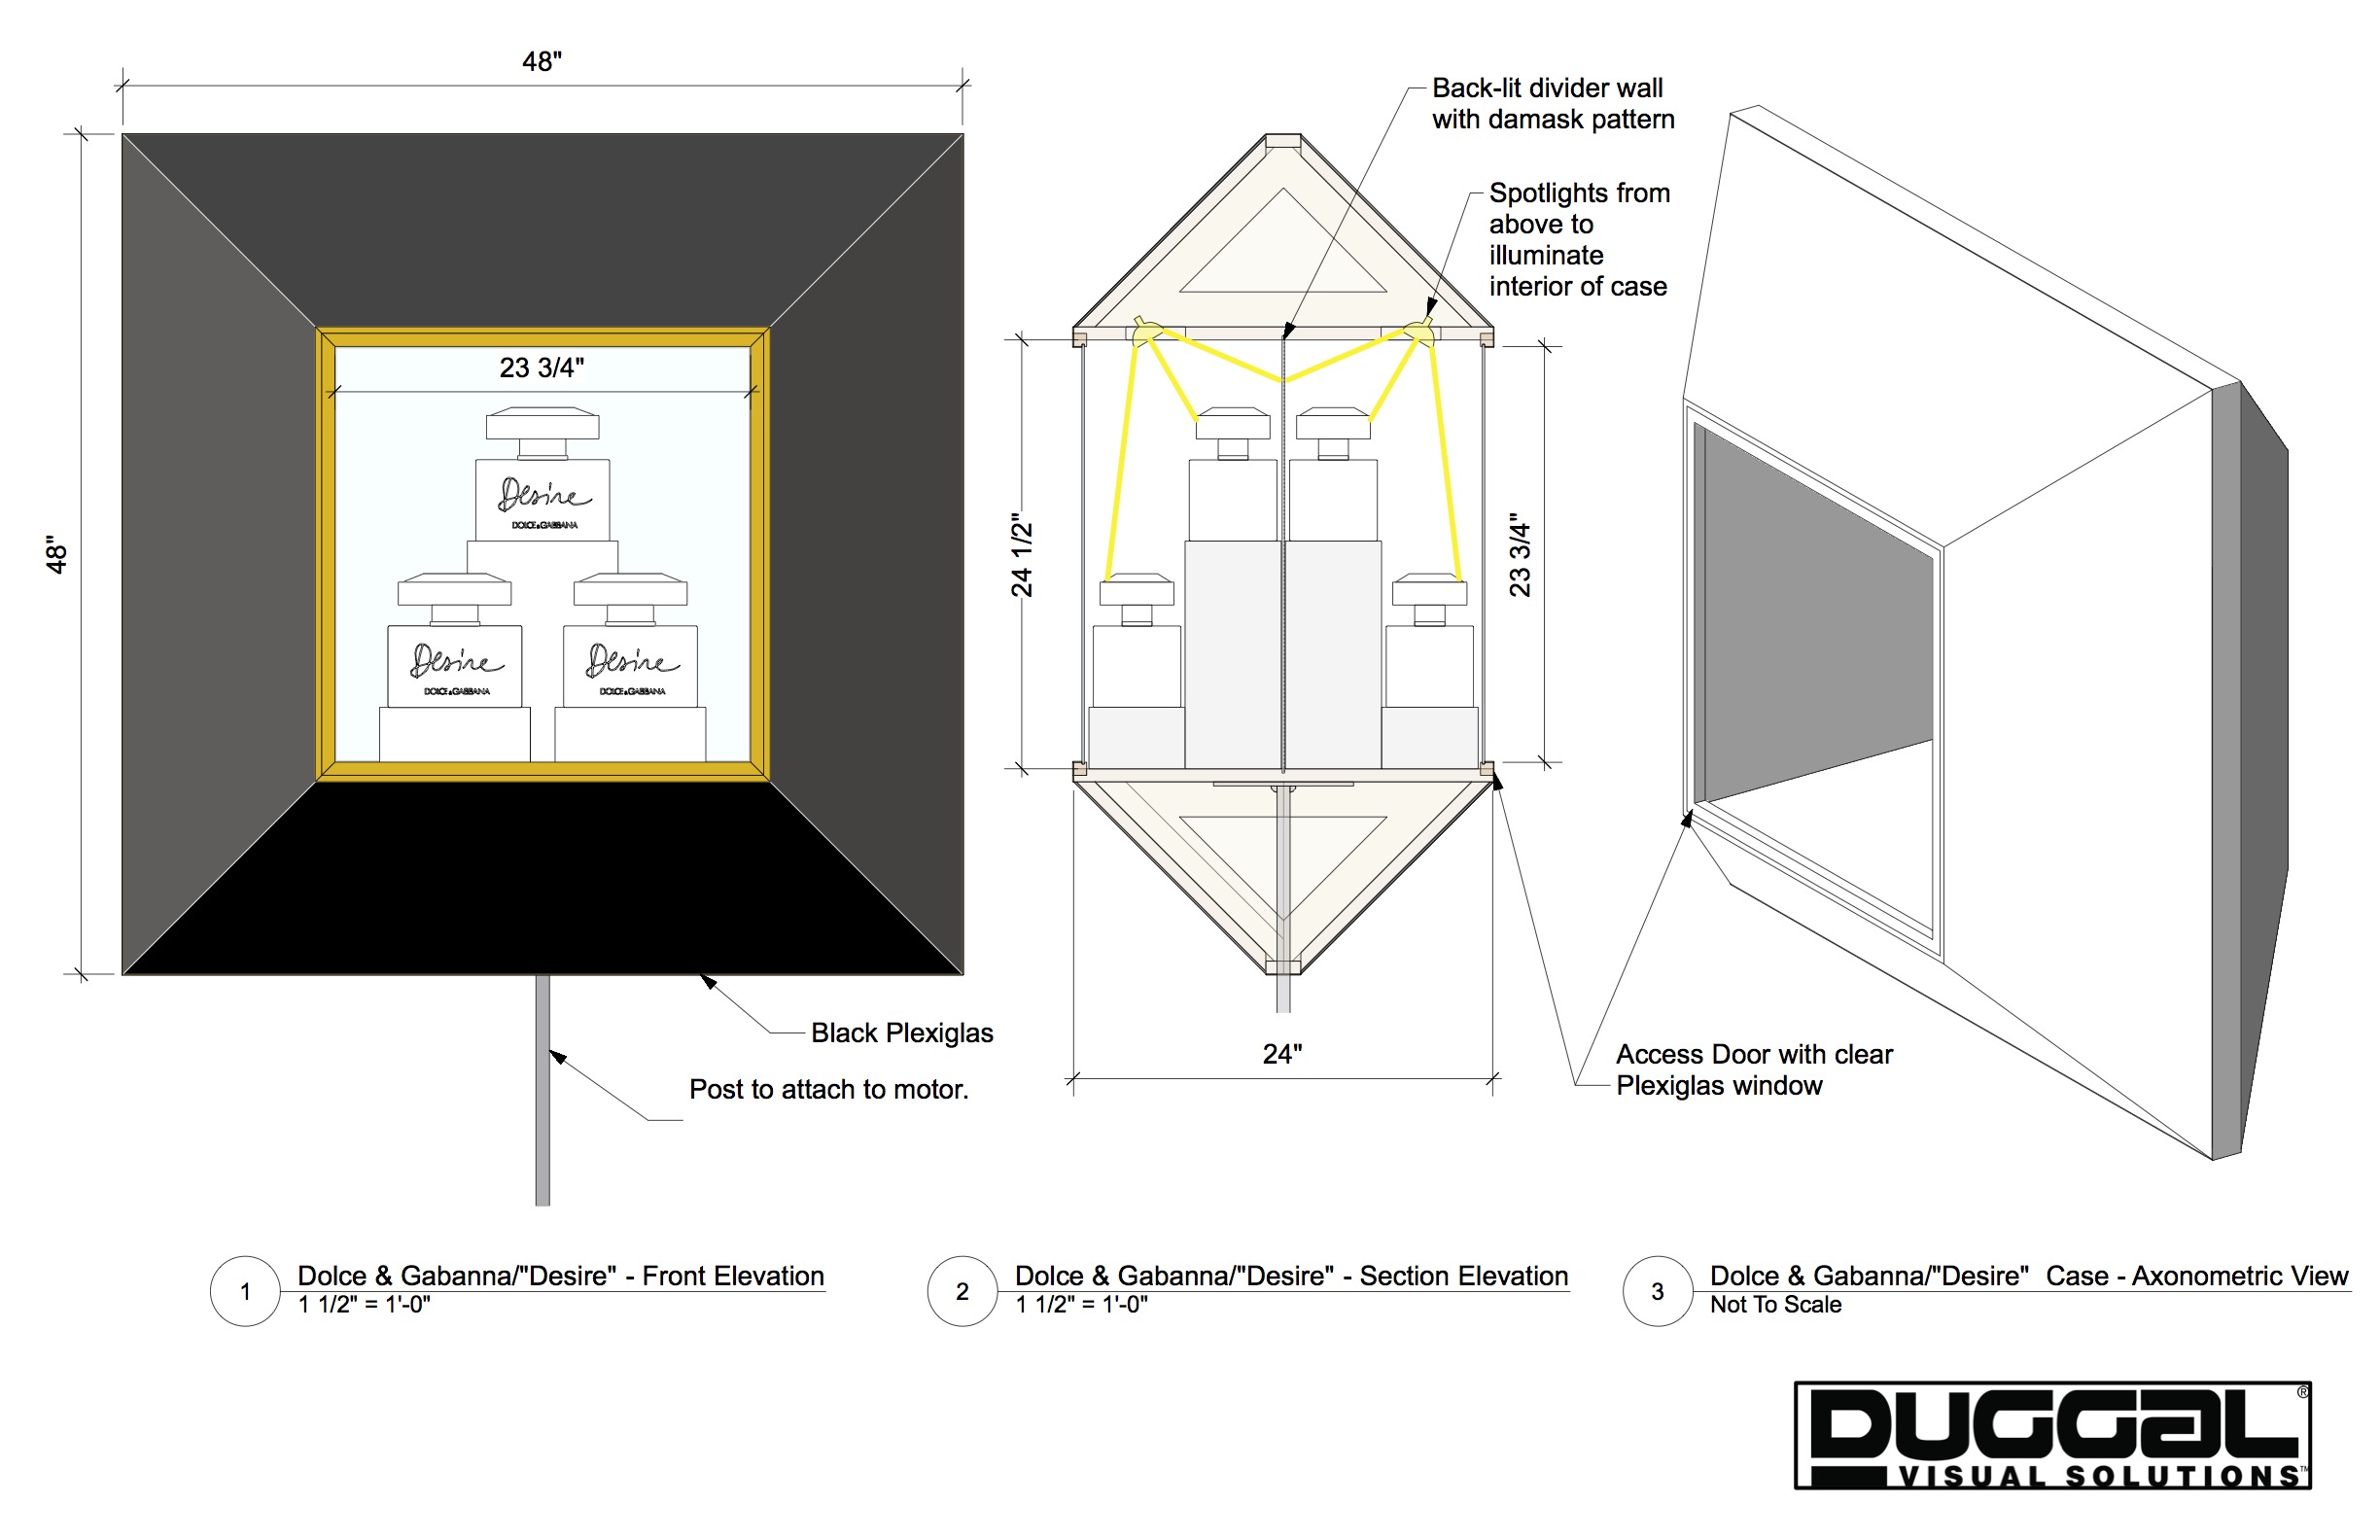 48"
48"
23 3/4"
Desire
DOLCE&GABBANA
Desire
DOLCE&GABBANA
Desire
DOLCE&GABBANA
Black Plexiglas
Post to attach to motor.
Back-lit divider wall
with damask pattern
Spotlights from
above to
illuminate
interior of case
24 1/2"
23 3/4"
24"
Access Door with clear
Plexiglas window
1
Dolce & Gabanna/"Desire" - Front Elevation
1 1/2" = 1'-0"
2
Dolce & Gabanna/"Desire" - Section Elevation
1 1/2" = 1'-0"
3
Dolce & Gabanna/"Desire"  Case - Axonometric View
Not To Scale
DUGGAL®
VISUAL SOLUTIONS™